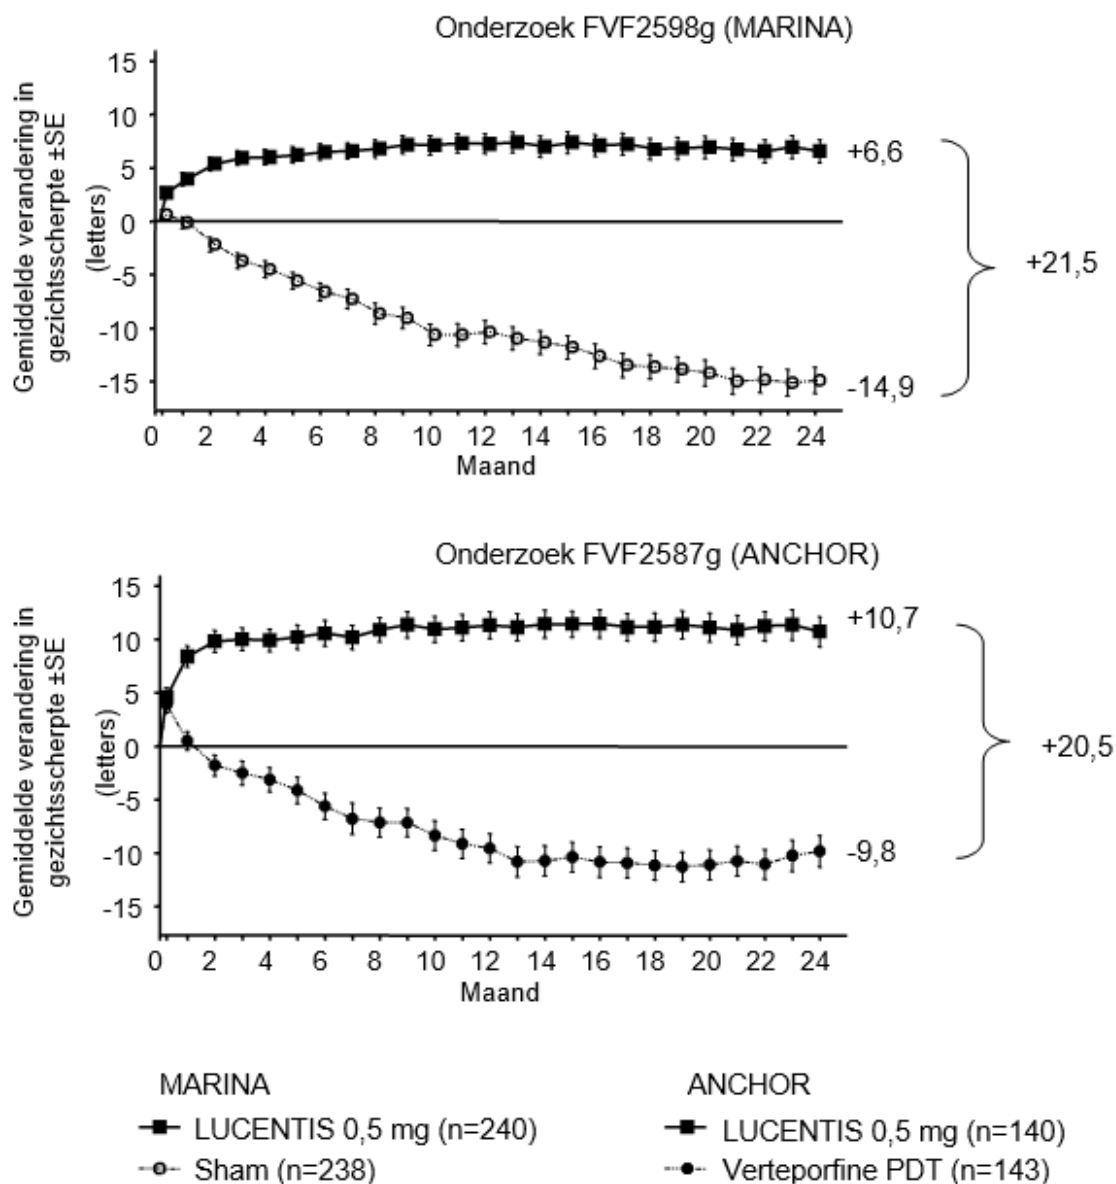 Onderzoek FVF2598g (MARINA)
Gemiddelde verandering in
gezichtsscherpte ±SE
(letters)
15
10
5
0
-5
-10
-15
+6,6
-14,9
+21,5
0 2 4 6 8 10 12 14 16 18 20 22 24
Maand
Onderzoek FVF2587g (ANCHOR)
Gemiddelde verandering in
gezichtsscherpte ±SE
(letters)
15
10
5
0
-5
-10
-15
+10,7
-9,8
+20,5
0 2 4 6 8 10 12 14 16 18 20 22 24
Maand
MARINA
LUCENTIS 0,5 mg (n=240)
Sham (n=238)
ANCHOR
LUCENTIS 0,5 mg (n=140)
Verteporfine PDT (n=143)